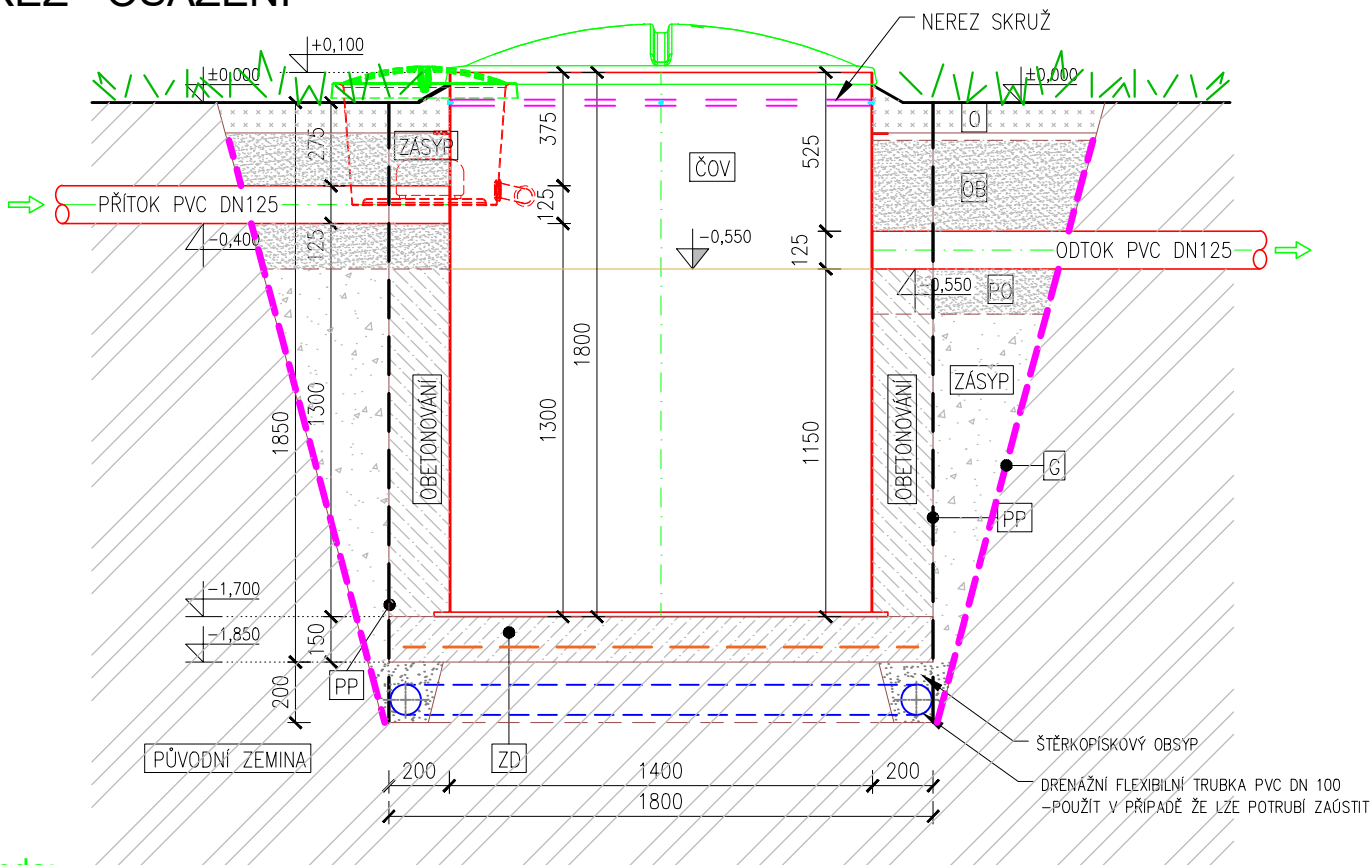 OSAZENÍ
NEREZ SKRUŽ
+0,100
±0,000
±0,000
O
275
ZÁSYP
375
ČOV
525
OB
PŘÍTOK PVC DN125
125
-0,400
125
-0,550
125
ODTOK PVC DN125
-0,550
PO
1800
1850
1300
OBETONOVÁNÍ
1300
1150
OBETONOVÁNÍ
ZÁSYP
G
PP
-1,700
-1,850
150
200
PP
ZD
PŮVODNÍ ZEMINA
200
1400
200
1800
ŠTĚRKOPÍSKOVÝ OBSYP
DRENÁŽNÍ FLEXIBILNÍ TRUBKA PVC DN 100
-POUŽÍT V PŘÍPADĚ ŽE LZE POTRUBÍ ZAÚSTIT